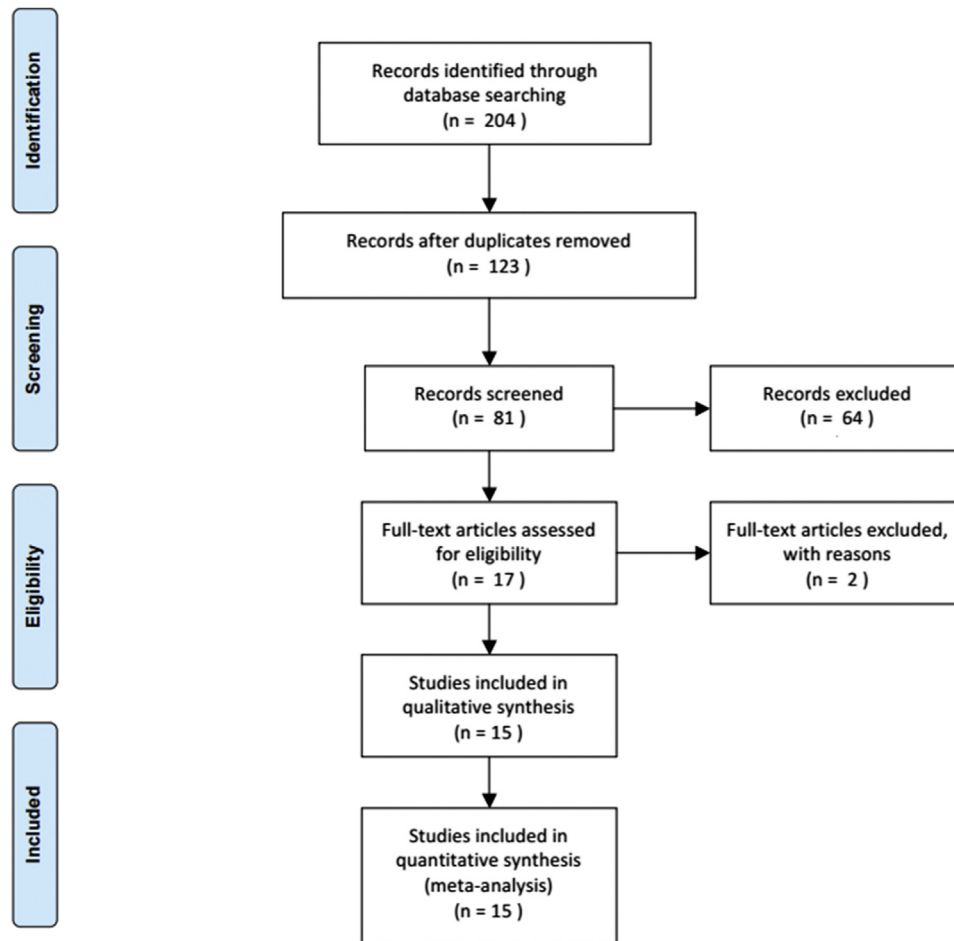 Identification
Records identified through
database searching
(n = 204 )
Records after duplicates removed
(n = 123 )
Screening
Records screened
(n = 81 )
Records excluded
(n = 64 )
Eligibility
Full-text articles assessed
for eligibility
(n = 17 )
Full-text articles excluded,
with reasons
(n = 2 )
Studies included in
qualitative synthesis
(n = 15 )
Included
Studies included in
quantitative synthesis
(meta-analysis)
(n = 15 )